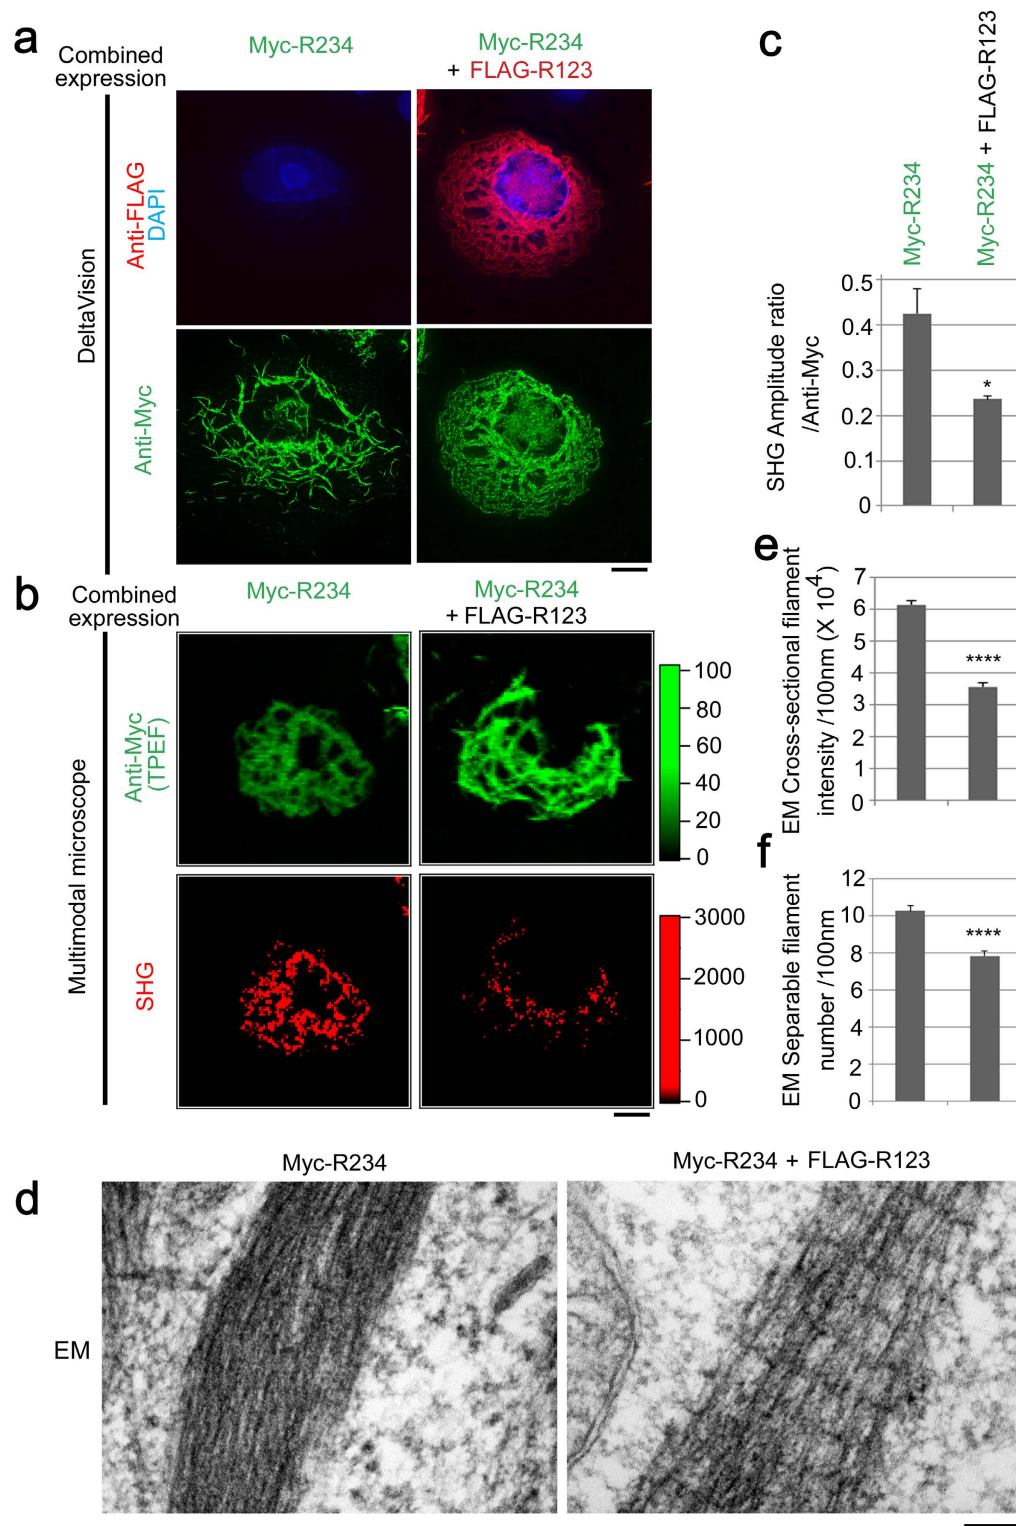 a
Combined
expression
Myc-R234
Myc-R234
+ FLAG-R123
DeltaVision
Anti-FLAG
DAPI
Anti-Myc
b
Combined
expression
Myc-R234
Myc-R234
+ FLAG-R123
Multimodal microscope
Anti-Myc
(TPEF)
100
80
60
40
20
0
SHG
3000
2000
1000
0
c
Myc-R234
Myc-R234 + FLAG-R123
SHG Amplitude ratio
/Anti-Myc
0.5
0.4
0.3
0.2
0.1
0
*
e
EM Cross-sectional filament
intensity /100nm (X 10⁴)
7
6
5
4
3
2
1
0
****
f
EM Separable filament
number /100nm
12
10
8
6
4
2
0
****
d
Myc-R234
Myc-R234 + FLAG-R123
EM